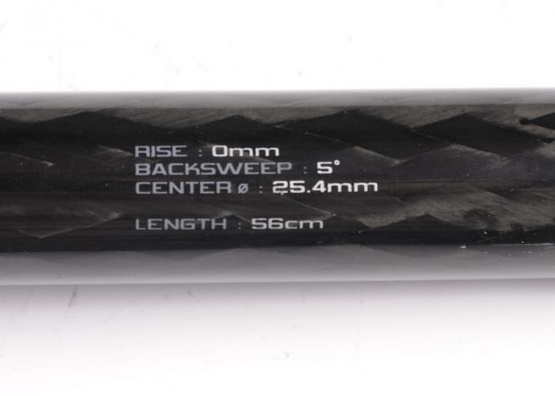 RISE : 0mm
BACKSWEEP : 5°
CENTER ø : 25.4mm
LENGTH : 56cm